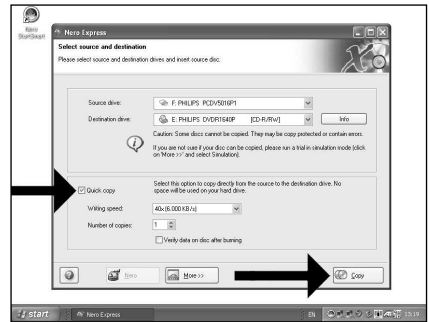 Nero
StartSmart
Nero Express
Select source and destination
Please select source and destination drives and insert source disc.
Source drive:
F: PHILIPS PCDV5016P1
Destination drive:
E: PHILIPS DVDR1640P [CD-R/RW]
Info
Caution: Some discs cannot be copied. They may be copy protected or contain errors.
If you are not sure if your disc can be copied, please run a trial in simulation mode (click
on 'More >>' and select Simulation).
Quick copy
Select this option to copy directly from the source to the destination drive. No
space will be used on your hard drive.
Writing speed:
40x (6.000 KB/s)
Number of copies:
1
Verify data on disc after burning
Nero
More >>
Copy
start
Nero Express
EN
15:19